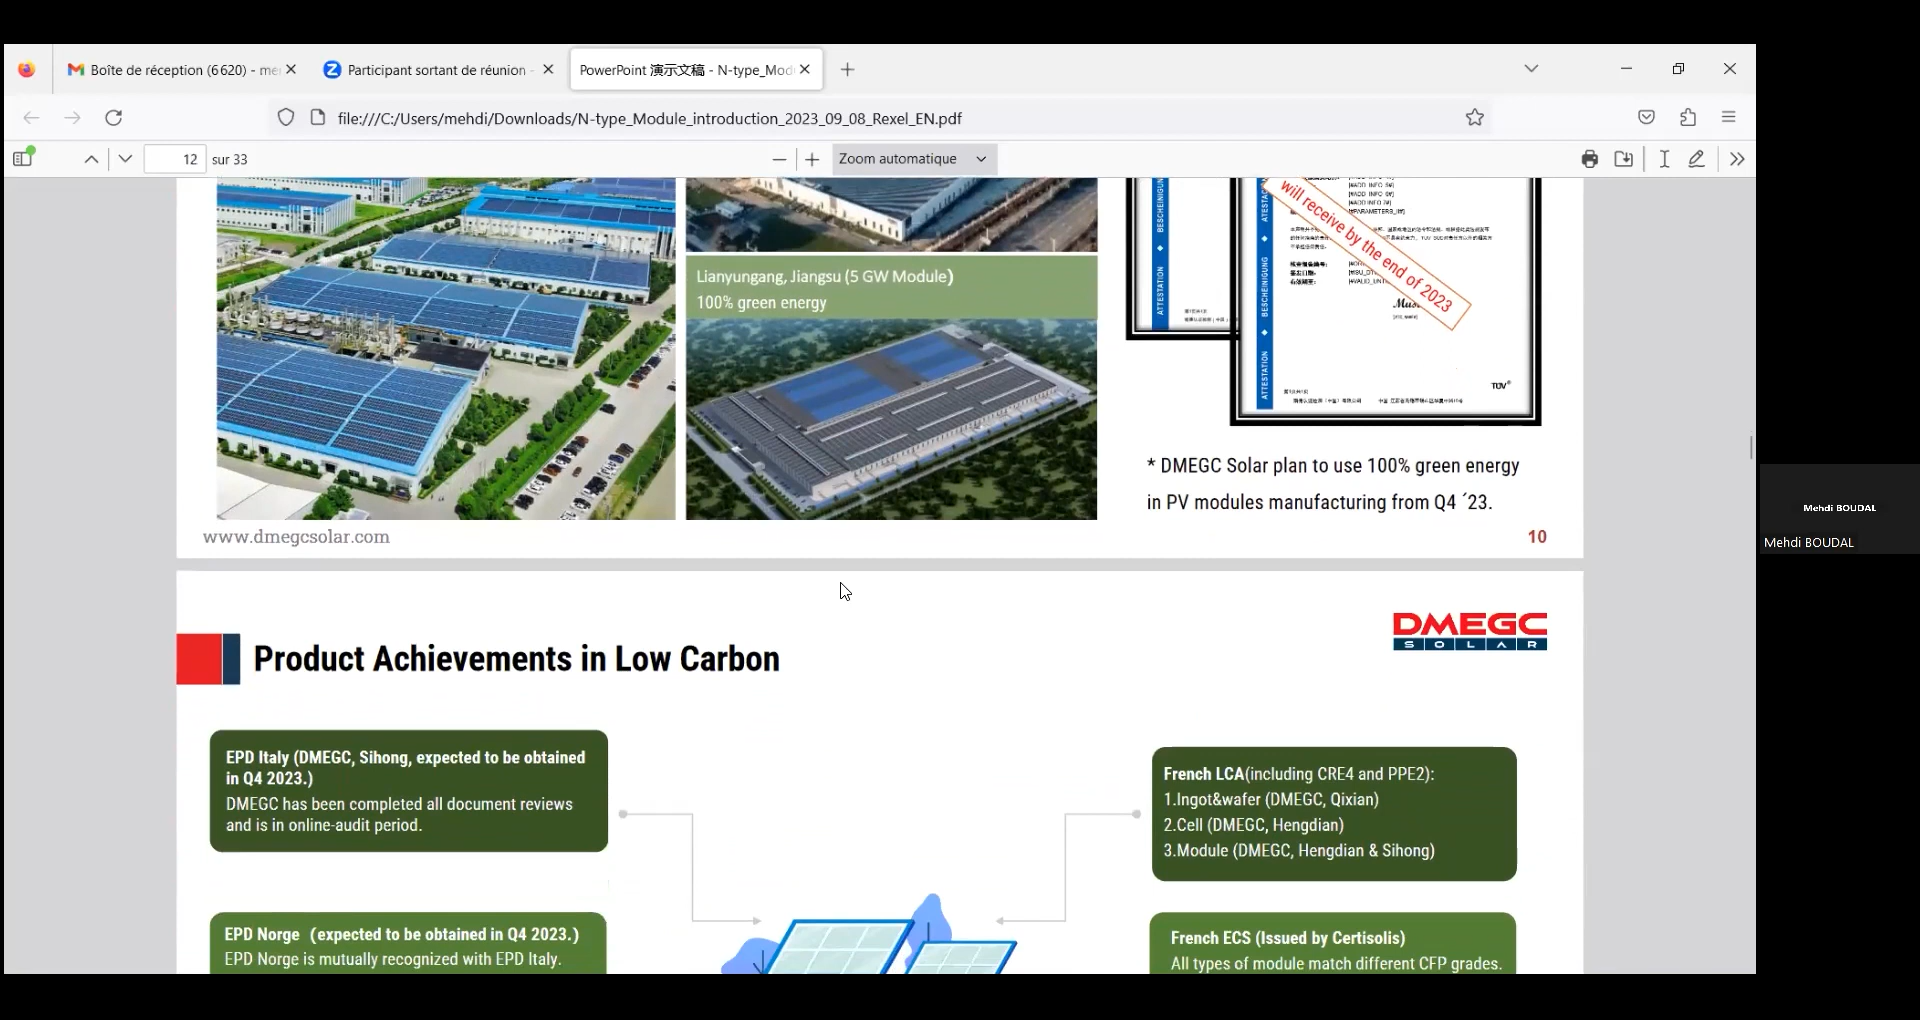 Boîte de réception (6 620) - me
Participant sortant de réunion -
PowerPoint 演示文稿 - N-type_Mod
file:///C:/Users/mehdi/Downloads/N-type_Module_introduction_2023_09_08_Rexel_EN.pdf
12 sur 33
Zoom automatique
Lianyungang, Jiangsu (5 GW Module)
100% green energy
ATTESTATION ◆ BESCHEINIGUNG
ATTESTATION ◆ BESCHEINIGUNG ◆
will receive by the end of 2023
TÜV®
* DMEGC Solar plan to use 100% green energy
in PV modules manufacturing from Q4 ´23.
www.dmegcsolar.com
10
Mehdi BOUDAL
Mehdi BOUDAL
DMEGC
SOLAR
Product Achievements in Low Carbon
EPD Italy (DMEGC, Sihong, expected to be obtained
in Q4 2023.)
DMEGC has been completed all document reviews
and is in online-audit period.
French LCA(including CRE4 and PPE2):
1.Ingot&wafer (DMEGC, Qixian)
2.Cell (DMEGC, Hengdian)
3.Module (DMEGC, Hengdian & Sihong)
EPD Norge (expected to be obtained in Q4 2023.)
EPD Norge is mutually recognized with EPD Italy.
French ECS (Issued by Certisolis)
All types of module match different CFP grades.